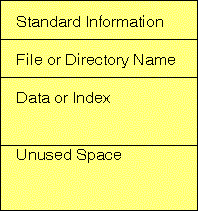 Standard Information
File or Directory Name
Data or Index
Unused Space